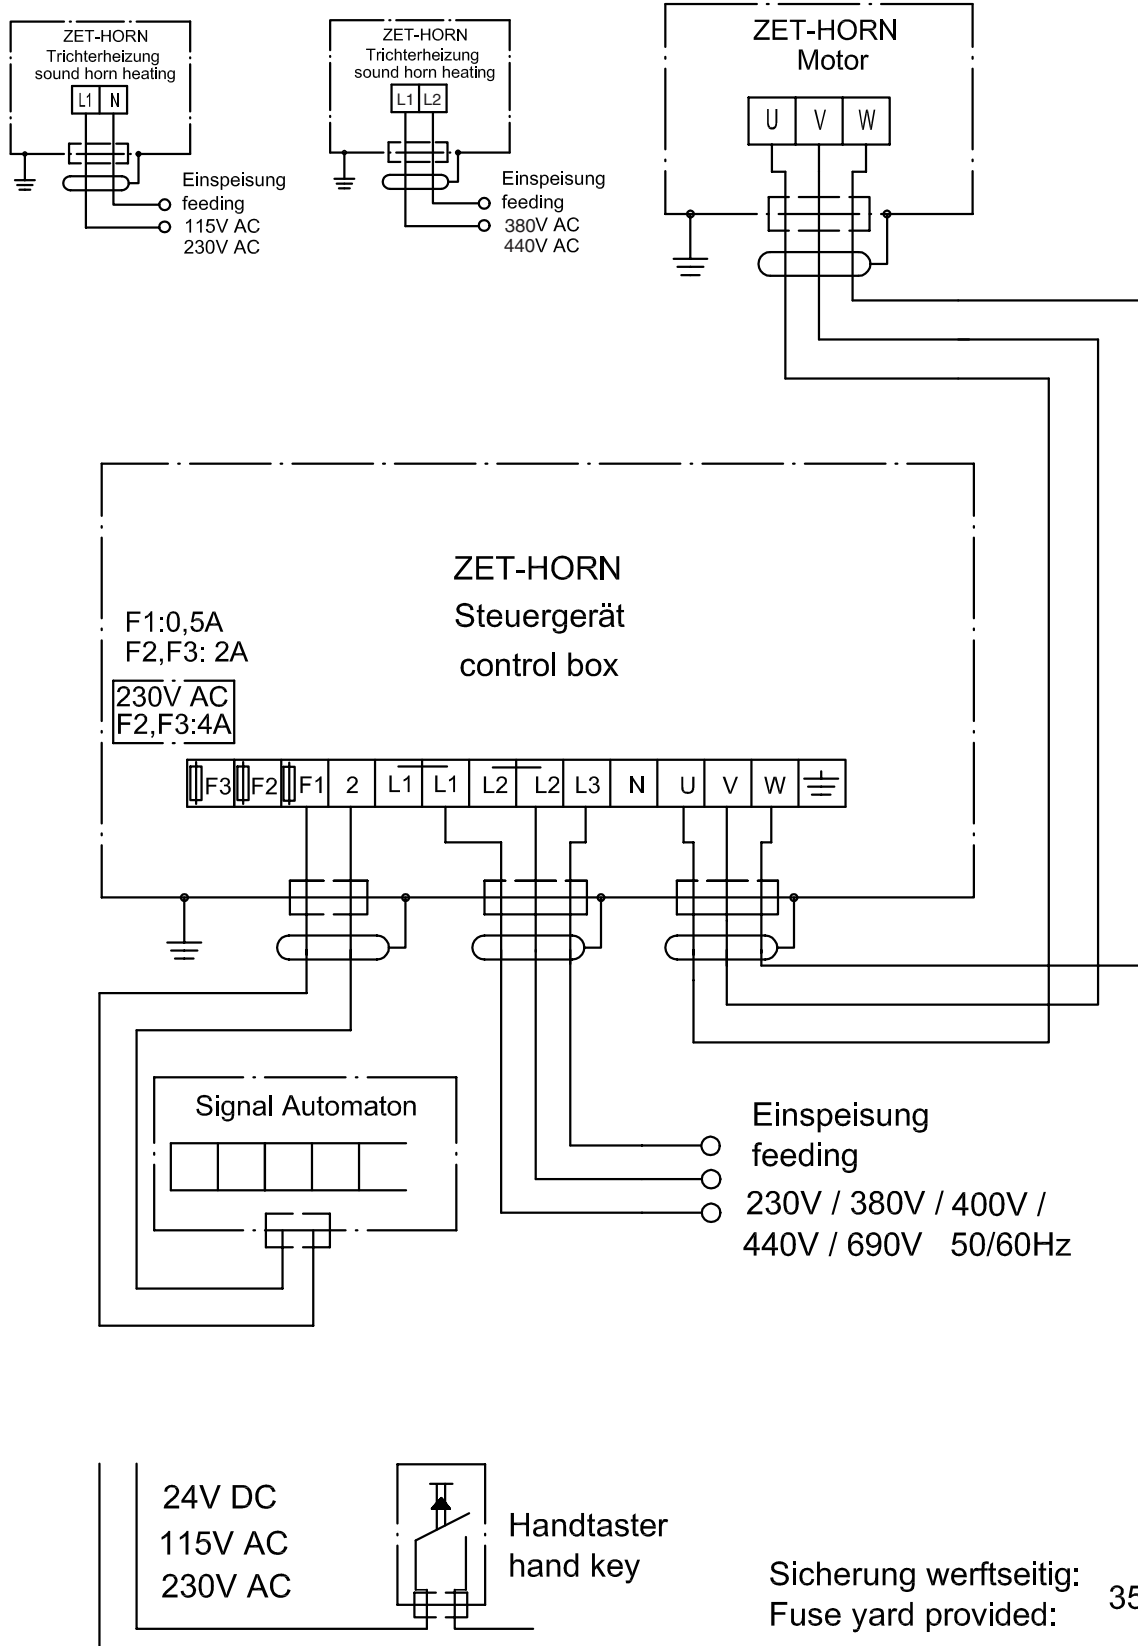 ZET-HORN
Trichterheizung
sound horn heating
L1 N
Einspeisung
feeding
115V AC
230V AC
ZET-HORN
Trichterheizung
sound horn heating
L1 L2
Einspeisung
feeding
380V AC
440V AC
ZET-HORN
Motor
U V W
ZET-HORN
Steuergerät
control box
F1:0,5A
F2,F3: 2A
230V AC
F2,F3:4A
F3 F2 F1 2 L1 L1 L2 L2 L3 N U V W
Signal Automaton
Einspeisung
feeding
230V / 380V / 400V /
440V / 690V 50/60Hz
24V DC
115V AC
230V AC
Handtaster
hand key
Sicherung werftseitig:
Fuse yard provided:
35